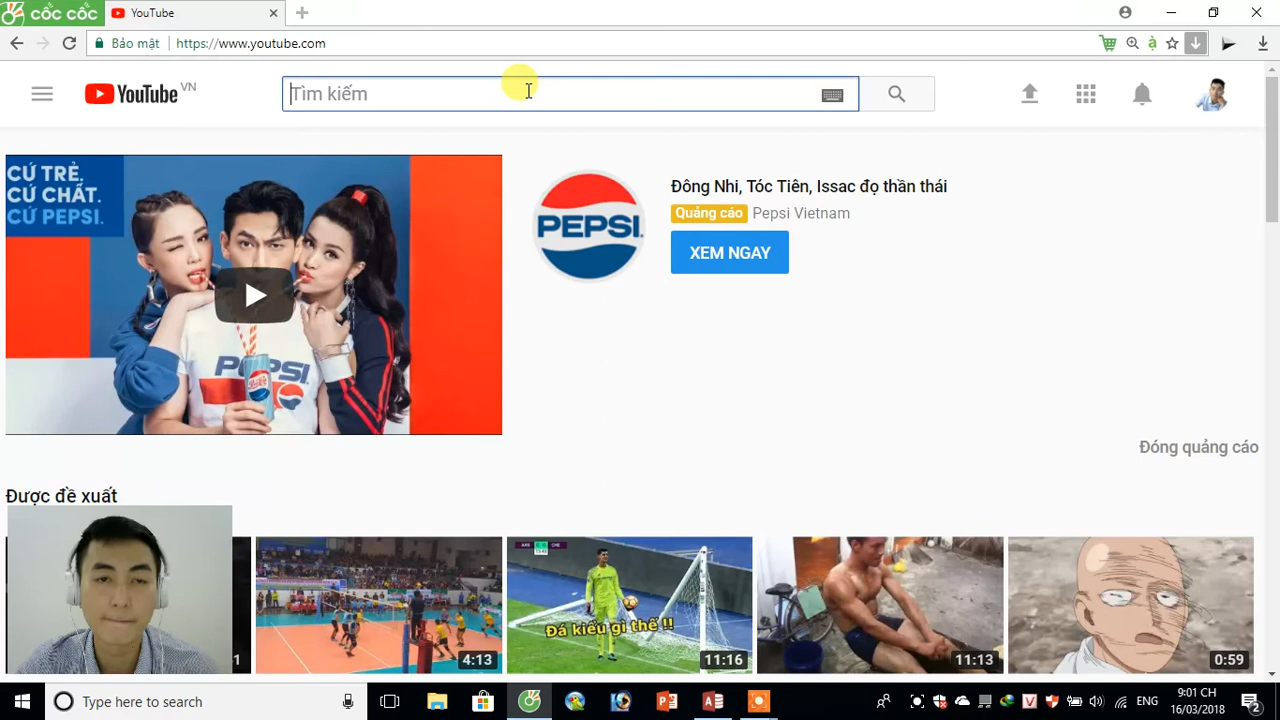 cốc cốc
YouTube
Bảo mật
https://www.youtube.com
YouTube VN
Tìm kiếm
CỨ TRẺ.
CỨ CHẤT.
CỨ PEPSI.
PEPSI
PEPSI.
Đông Nhi, Tóc Tiên, Issac đọ thần thái
Quảng cáo Pepsi Vietnam
XEM NGAY
Đóng quảng cáo
Được đề xuất
Đá kiểu gì thế !!
1
4:13
11:16
11:13
0:59
Type here to search
ENG
9:01 CH
16/03/2018
2